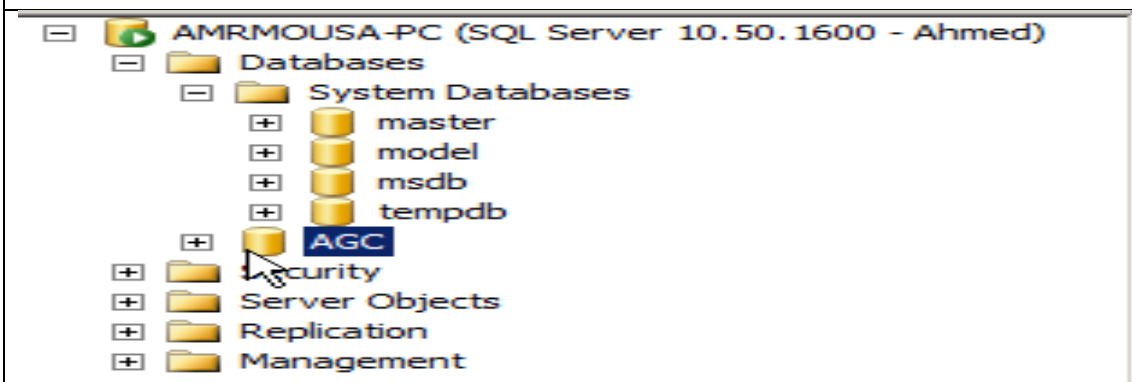 AMRMOUSA-PC (SQL Server 10.50.1600 - Ahmed)
Databases
System Databases
master
model
msdb
tempdb
AGC
Security
Server Objects
Replication
Management